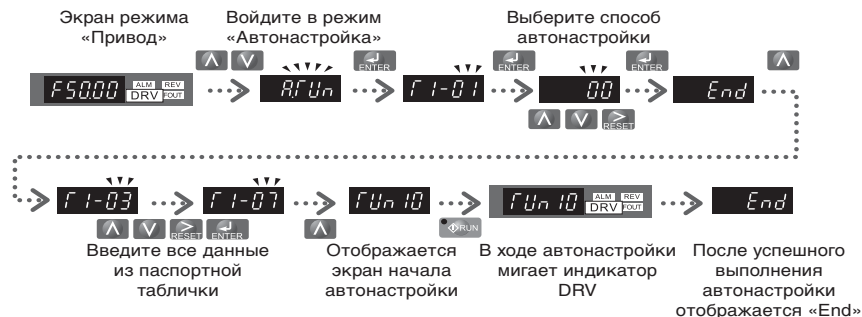 Экран режима
«Привод»
Войдите в режим
«Автонастройка»
Выберите способ
автонастройки
F50.00 ALM REV DRV FOUT
A.TUn
ENTER
T1-01
ENTER
00
RESET
ENTER
End
T1-03
RESET ENTER
T1-07
TUn10
RUN
TUn10 ALM REV DRV FOUT
End
Введите все данные
из паспортной
таблички
Отображается
экран начала
автонастройки
В ходе автонастройки
мигает индикатор
DRV
После успешного
выполнения
автонастройки
отображается «End»